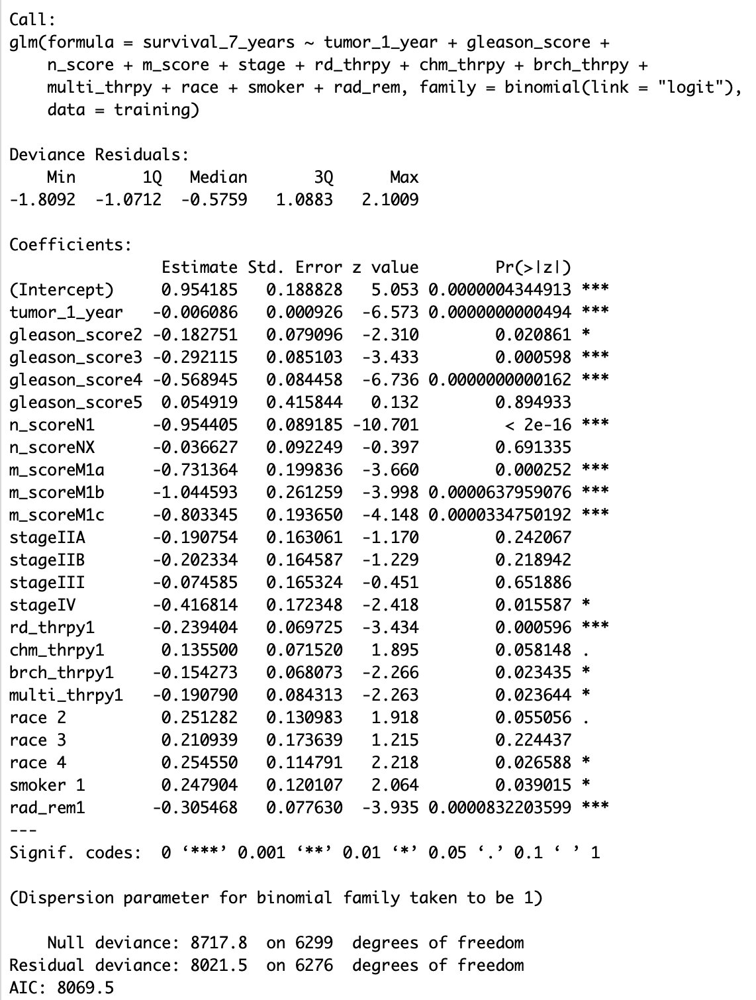 Call:
glm(formula = survival_7_years ~ tumor_1_year + gleason_score +
    n_score + m_score + stage + rd_thrpy + chm_thrpy + brch_thrpy +
    multi_thrpy + race + smoker + rad_rem, family = binomial(link = "logit"),
    data = training)

Deviance Residuals:
    Min       1Q   Median       3Q      Max
-1.8092  -1.0712  -0.5759   1.0883   2.1009

Coefficients:
                Estimate Std. Error z value        Pr(>|z|)
(Intercept)     0.954185   0.188828   5.053 0.0000004344913 ***
tumor_1_year   -0.006086   0.000926  -6.573 0.0000000000494 ***
gleason_score2 -0.182751   0.079096  -2.310        0.020861 *
gleason_score3 -0.292115   0.085103  -3.433        0.000598 ***
gleason_score4 -0.568945   0.084458  -6.736 0.0000000000162 ***
gleason_score5  0.054919   0.415844   0.132        0.894933
n_scoreN1      -0.954405   0.089185 -10.701         < 2e-16 ***
n_scoreNX      -0.036627   0.092249  -0.397        0.691335
m_scoreM1a     -0.731364   0.199836  -3.660        0.000252 ***
m_scoreM1b     -1.044593   0.261259  -3.998 0.0000637959076 ***
m_scoreM1c     -0.803345   0.193650  -4.148 0.0000334750192 ***
stageIIA       -0.190754   0.163061  -1.170        0.242067
stageIIB       -0.202334   0.164587  -1.229        0.218942
stageIII       -0.074585   0.165324  -0.451        0.651886
stageIV        -0.416814   0.172348  -2.418        0.015587 *
rd_thrpy1      -0.239404   0.069725  -3.434        0.000596 ***
chm_thrpy1      0.135500   0.071520   1.895        0.058148 .
brch_thrpy1    -0.154273   0.068073  -2.266        0.023435 *
multi_thrpy1   -0.190790   0.084313  -2.263        0.023644 *
race 2          0.251282   0.130983   1.918        0.055056 .
race 3          0.210939   0.173639   1.215        0.224437
race 4          0.254550   0.114791   2.218        0.026588 *
smoker 1        0.247904   0.120107   2.064        0.039015 *
rad_rem1       -0.305468   0.077630  -3.935 0.0000832203599 ***
---
Signif. codes:  0 ‘***’ 0.001 ‘**’ 0.01 ‘*’ 0.05 ‘.’ 0.1 ‘ ’ 1

(Dispersion parameter for binomial family taken to be 1)

    Null deviance: 8717.8  on 6299  degrees of freedom
Residual deviance: 8021.5  on 6276  degrees of freedom
AIC: 8069.5